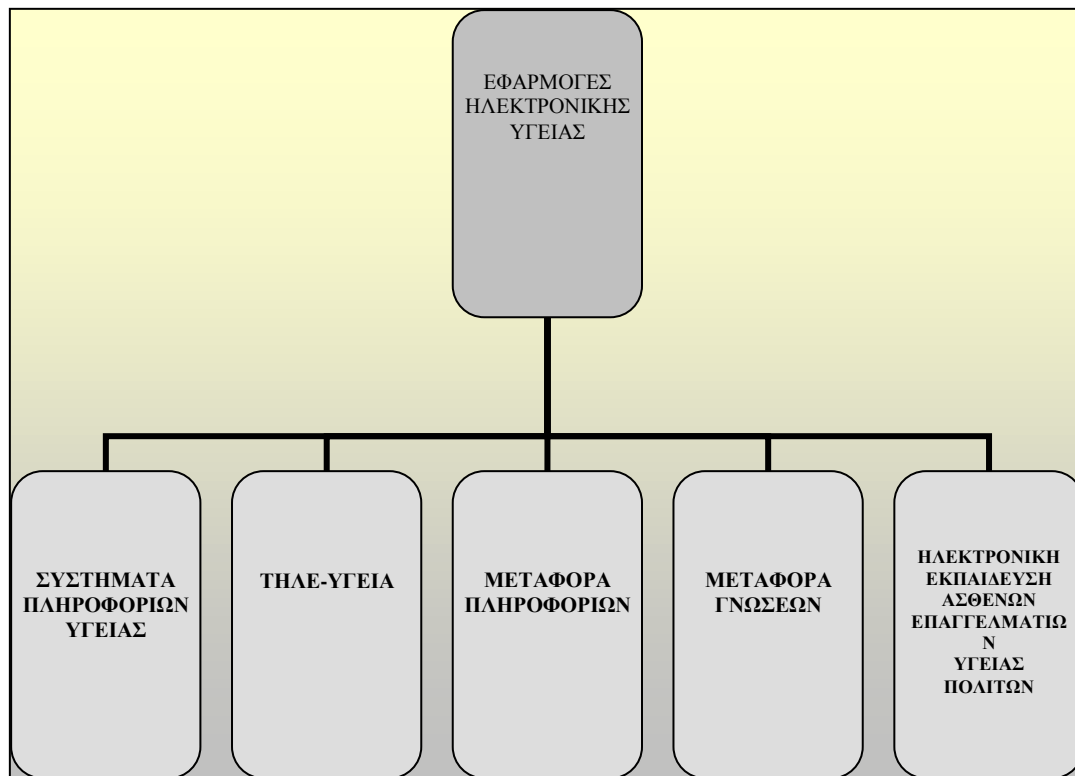 ΕΦΑΡΜΟΓΕΣ
ΗΛΕΚΤΡΟΝΙΚΗΣ
ΥΓΕΙΑΣ
ΣΥΣΤΗΜΑΤΑ
ΠΛΗΡΟΦΟΡΙΩΝ
ΥΓΕΙΑΣ
ΤΗΛΕ-ΥΓΕΙΑ
ΜΕΤΑΦΟΡΑ
ΠΛΗΡΟΦΟΡΙΩΝ
ΜΕΤΑΦΟΡΑ
ΓΝΩΣΕΩΝ
ΗΛΕΚΤΡΟΝΙΚΗ
ΕΚΠΑΙΔΕΥΣΗ
ΑΣΘΕΝΩΝ
ΕΠΑΓΓΕΛΜΑΤΙΩ
Ν
ΥΓΕΙΑΣ
ΠΟΛΙΤΩΝ